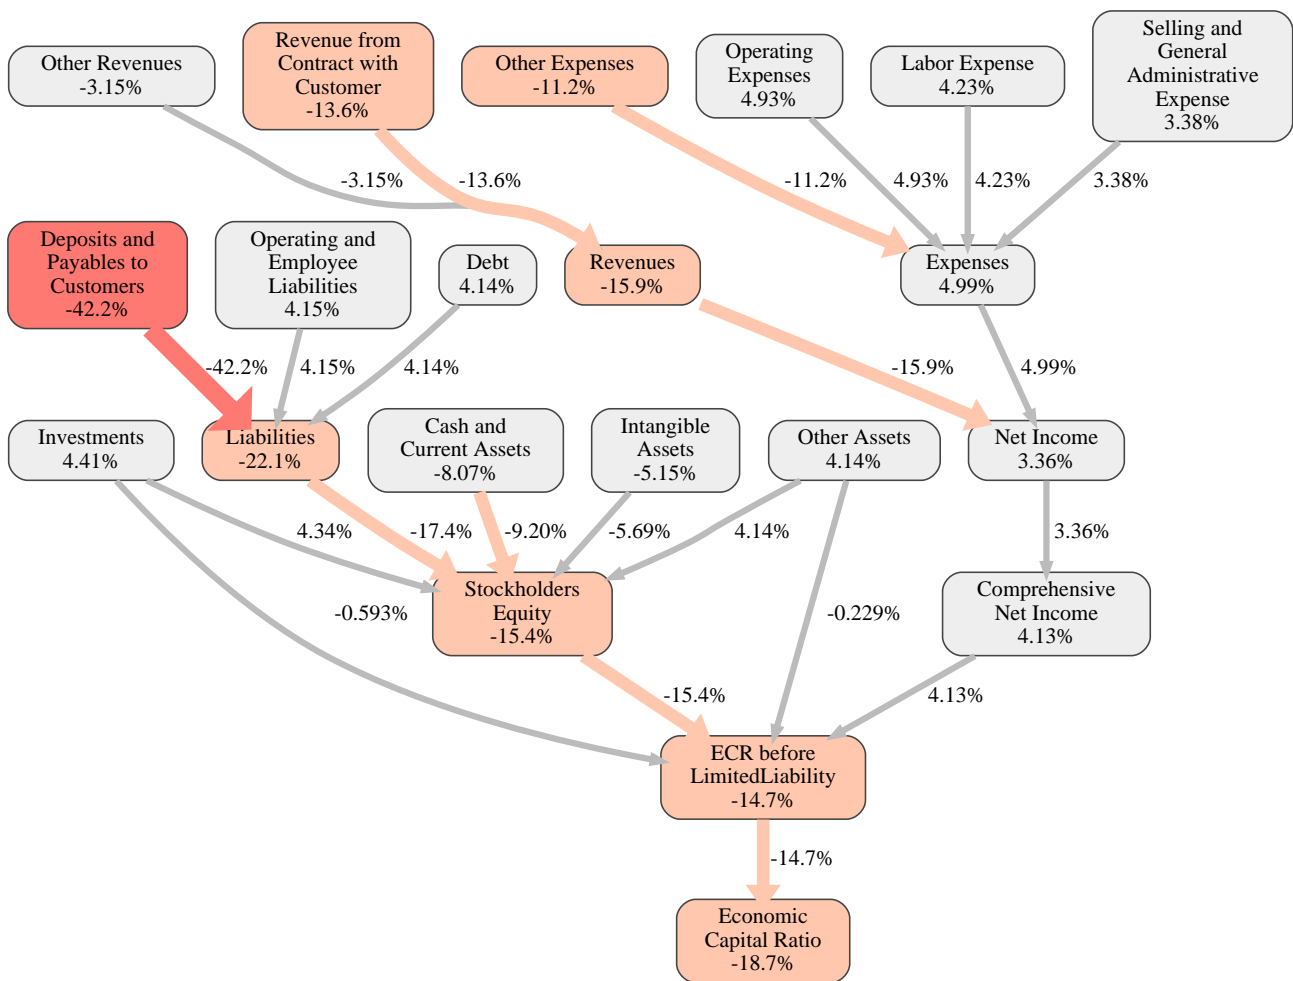 Other Revenues
-3.15%
Revenue from
Contract with
Customer
-13.6%
Other Expenses
-11.2%
Operating
Expenses
4.93%
Labor Expense
4.23%
Selling and
General
Administrative
Expense
3.38%
-3.15%
-13.6%
-11.2%
4.93%
4.23%
3.38%
Deposits and
Payables to
Customers
-42.2%
Operating and
Employee
Liabilities
4.15%
Debt
4.14%
Revenues
-15.9%
Expenses
4.99%
-42.2%
4.15%
4.14%
-15.9%
4.99%
Investments
4.41%
Liabilities
-22.1%
Cash and
Current Assets
-8.07%
Intangible
Assets
-5.15%
Other Assets
4.14%
Net Income
3.36%
4.34%
-17.4%
-9.20%
-5.69%
4.14%
3.36%
-0.593%
Stockholders
Equity
-15.4%
-0.229%
Comprehensive
Net Income
4.13%
-15.4%
4.13%
ECR before
LimitedLiability
-14.7%
-14.7%
Economic
Capital Ratio
-18.7%